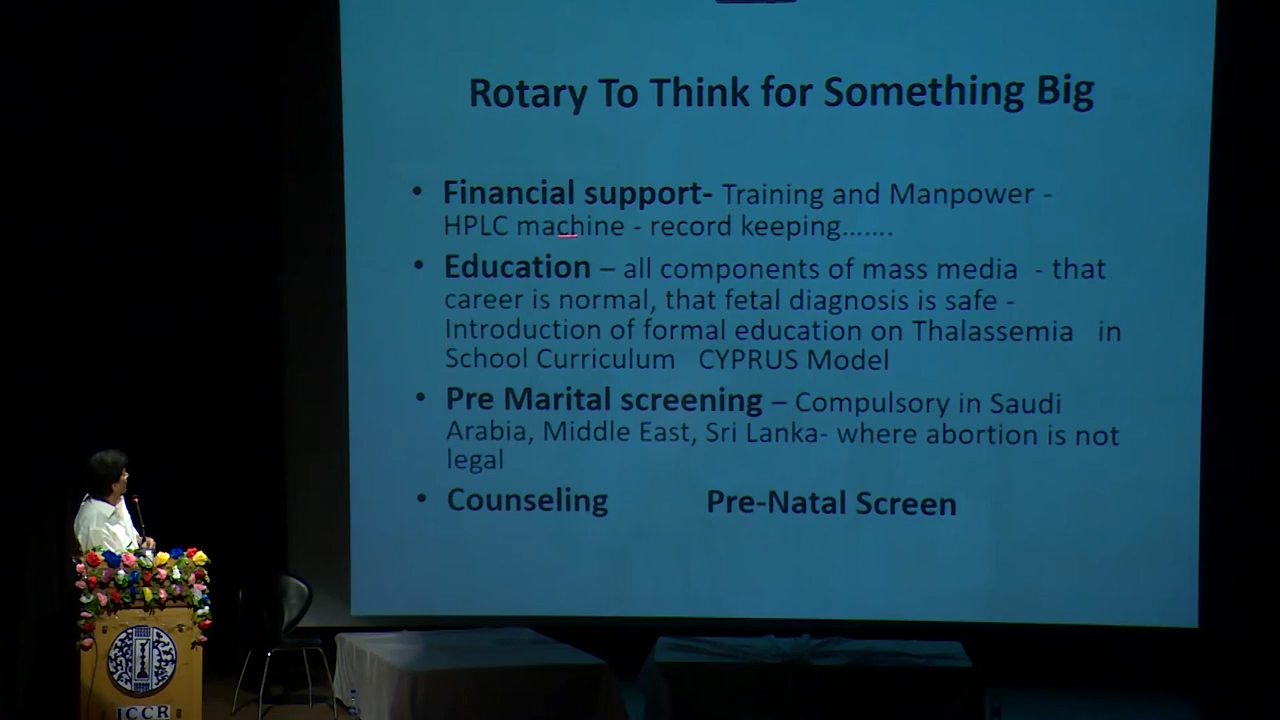 Rotary To Think for Something Big
• Financial support- Training and Manpower -
HPLC machine - record keeping.......
• Education – all components of mass media - that
career is normal, that fetal diagnosis is safe -
Introduction of formal education on Thalassemia in
School Curriculum CYPRUS Model
• Pre Marital screening – Compulsory in Saudi
Arabia, Middle East, Sri Lanka- where abortion is not
legal
• Counseling Pre-Natal Screen
ICCR